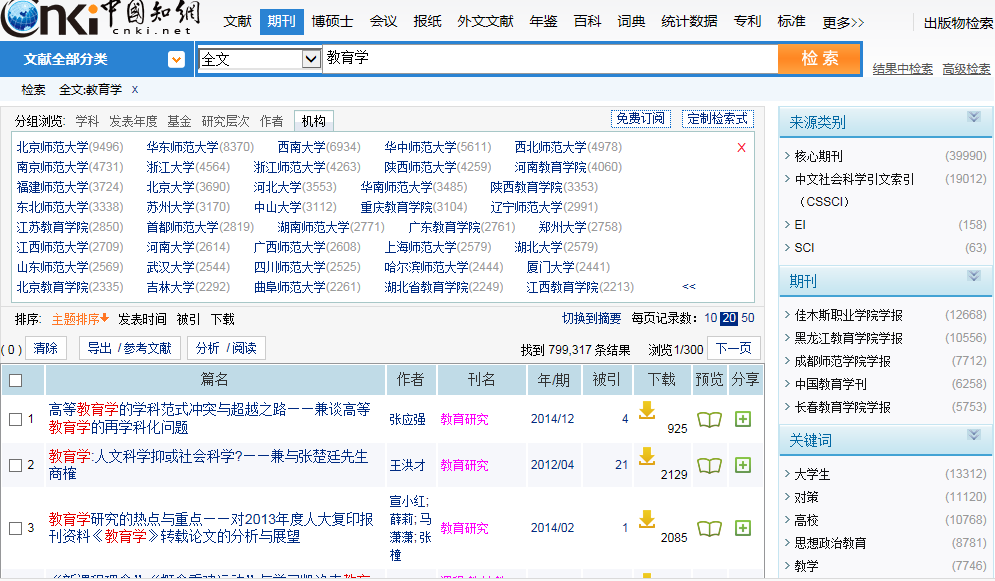 cnki中国知網
cnki.net
文献 期刊 博硕士 会议 报纸 外文文献 年鉴 百科 词典 统计数据 专利 标准 更多>> 出版物检索
文献全部分类 全文 教育学 检 索 结果中检索 高级检索
检索 全文:教育学 x
分组浏览: 学科 发表年度 基金 研究层次 作者 机构 免费订阅 定制检索式
北京师范大学(9496) 华东师范大学(8370) 西南大学(6934) 华中师范大学(5611) 西北师范大学(4978) X
南京师范大学(4731) 浙江大学(4564) 浙江师范大学(4263) 陕西师范大学(4259) 河南教育学院(4060)
福建师范大学(3724) 北京大学(3690) 河北大学(3553) 华南师范大学(3485) 陕西教育学院(3353)
东北师范大学(3338) 苏州大学(3170) 中山大学(3112) 重庆教育学院(3104) 辽宁师范大学(2991)
江苏教育学院(2850) 首都师范大学(2819) 湖南师范大学(2771) 广东教育学院(2761) 郑州大学(2758)
江西师范大学(2709) 河南大学(2614) 广西师范大学(2608) 上海师范大学(2579) 湖北大学(2579)
山东师范大学(2569) 武汉大学(2544) 四川师范大学(2525) 哈尔滨师范大学(2444) 厦门大学(2441)
北京教育学院(2335) 吉林大学(2292) 曲阜师范大学(2261) 湖北省教育学院(2249) 江西教育学院(2213) <<
排序: 主题排序 发表时间 被引 下载 切换到摘要 每页记录数: 10 20 50
( 0 ) 清除 导出 /参考文献 分析 /阅读 找到 799,317 条结果 浏览1/300 下一页
篇名 作者 刊名 年/期 被引 下载 预览 分享
1 高等教育学的学科范式冲突与超越之路——兼谈高等
教育学的再学科化问题 张应强 教育研究 2014/12 4 925
2 教育学:人文科学抑或社会科学?——兼与张楚廷先生
商榷 王洪才 教育研究 2012/04 21 2129
3 教育学研究的热点与重点——对2013年度人大复印报
刊资料《教育学》转载论文的分析与展望 宣小红;
薛莉; 马
潇潇; 张
橦 教育研究 2014/02 1 2085
来源类别
核心期刊 (39990)
中文社会科学引文索引 (19012)
（CSSCI）
EI (158)
SCI (63)
期刊
佳木斯职业学院学报 (12668)
黑龙江教育学院学报 (10556)
成都师范学院学报 (7712)
中国教育学刊 (6258)
长春教育学院学报 (5753)
关键词
大学生 (13312)
对策 (11120)
高校 (10768)
思想政治教育 (8781)
教学 (7746)